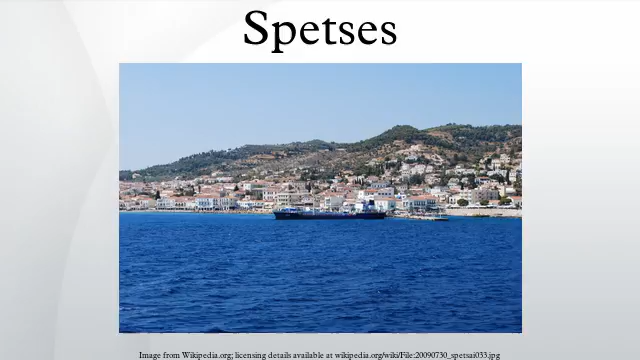 Spetses
Image from Wikipedia.org; licensing details available at wikipedia.org/wiki/File:20090730_spetsai033.jpg